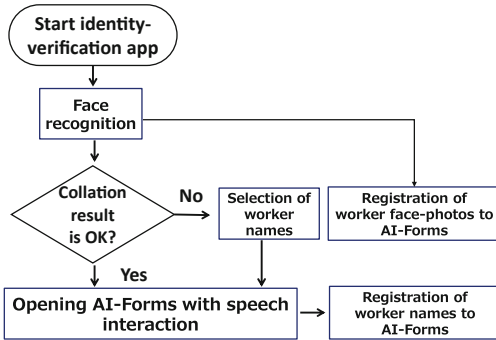 Start identity-
verification app
Face
recognition
Collation
result
is OK?
No
Selection of
worker
names
Registration of
worker face-photos to
AI-Forms
Yes
Opening AI-Forms with speech
interaction
Registration of
worker names to
AI-Forms